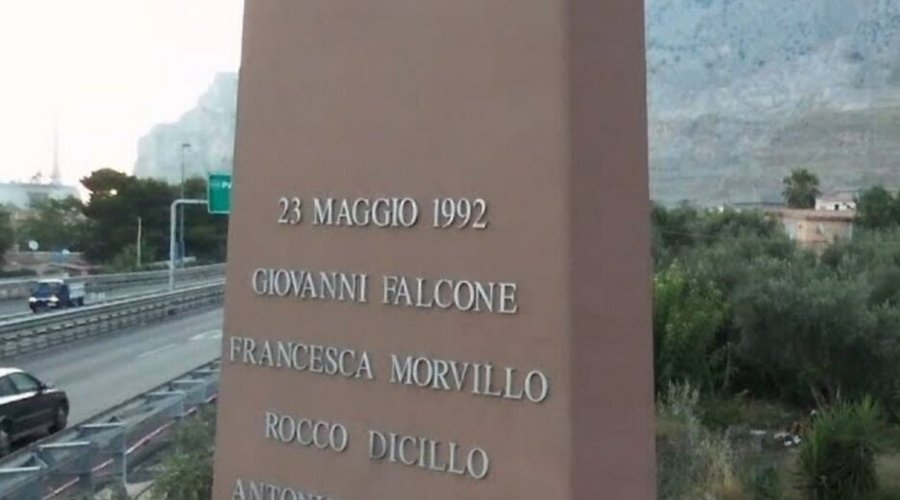 23 MAGGIO 1992
GIOVANNI FALCONE
FRANCESCA MORVILLO
ROCCO DICILLO